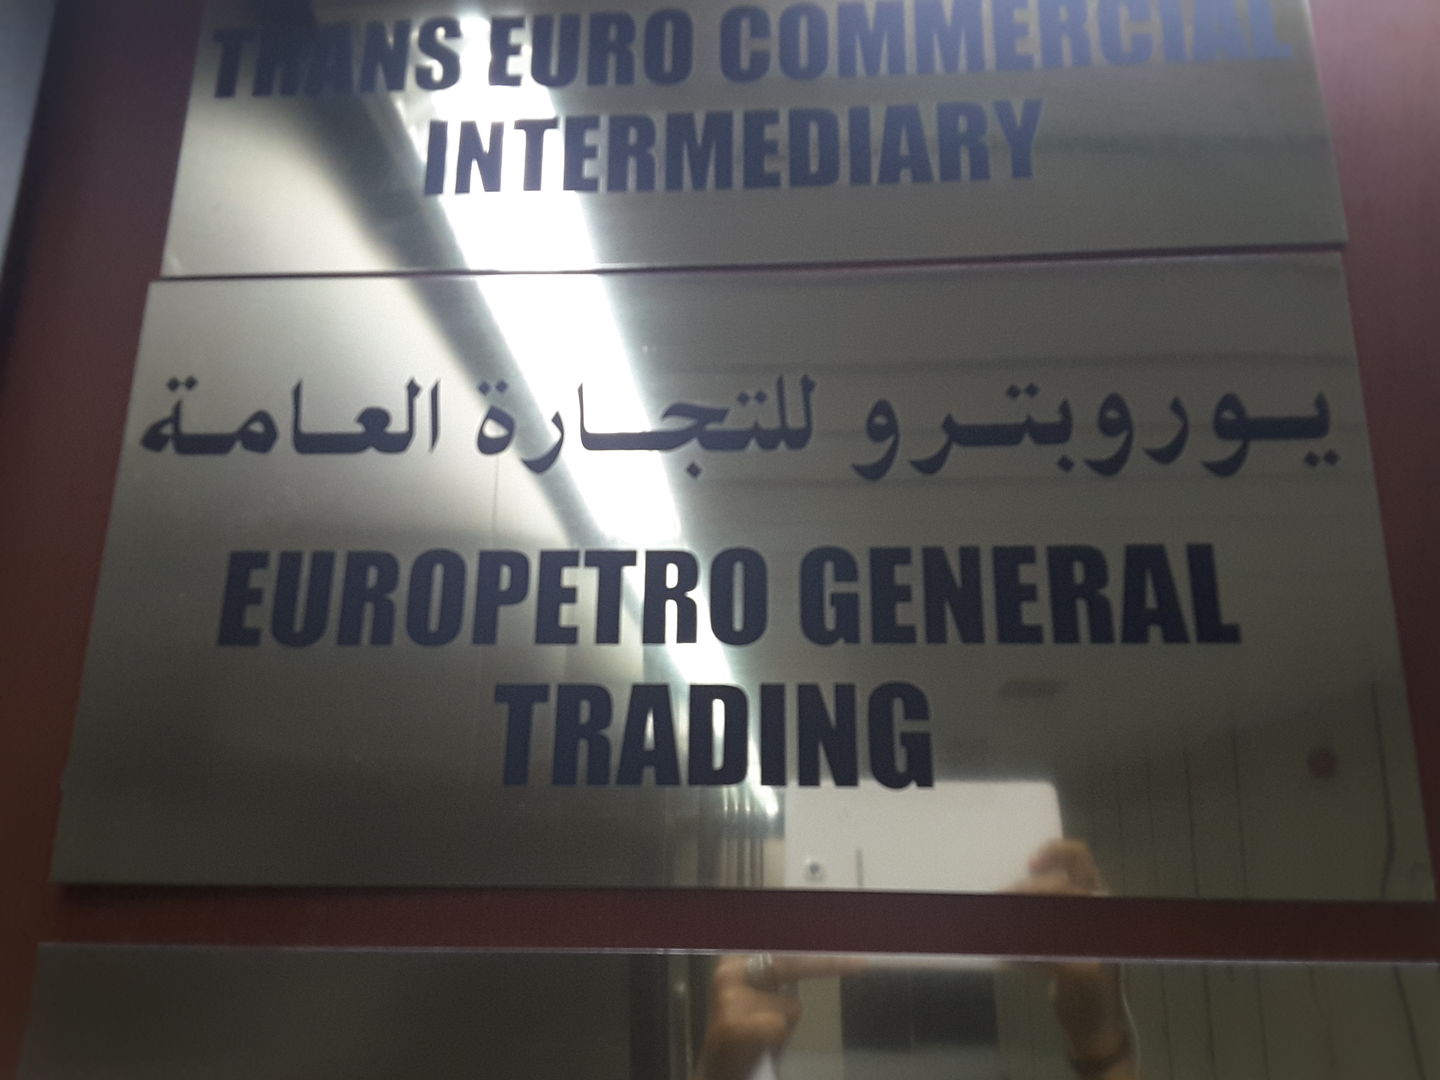 TRANS EURO COMMERCIAL
INTERMEDIARY
يوروبترو للتجارة العامة
EUROPETRO GENERAL
TRADING